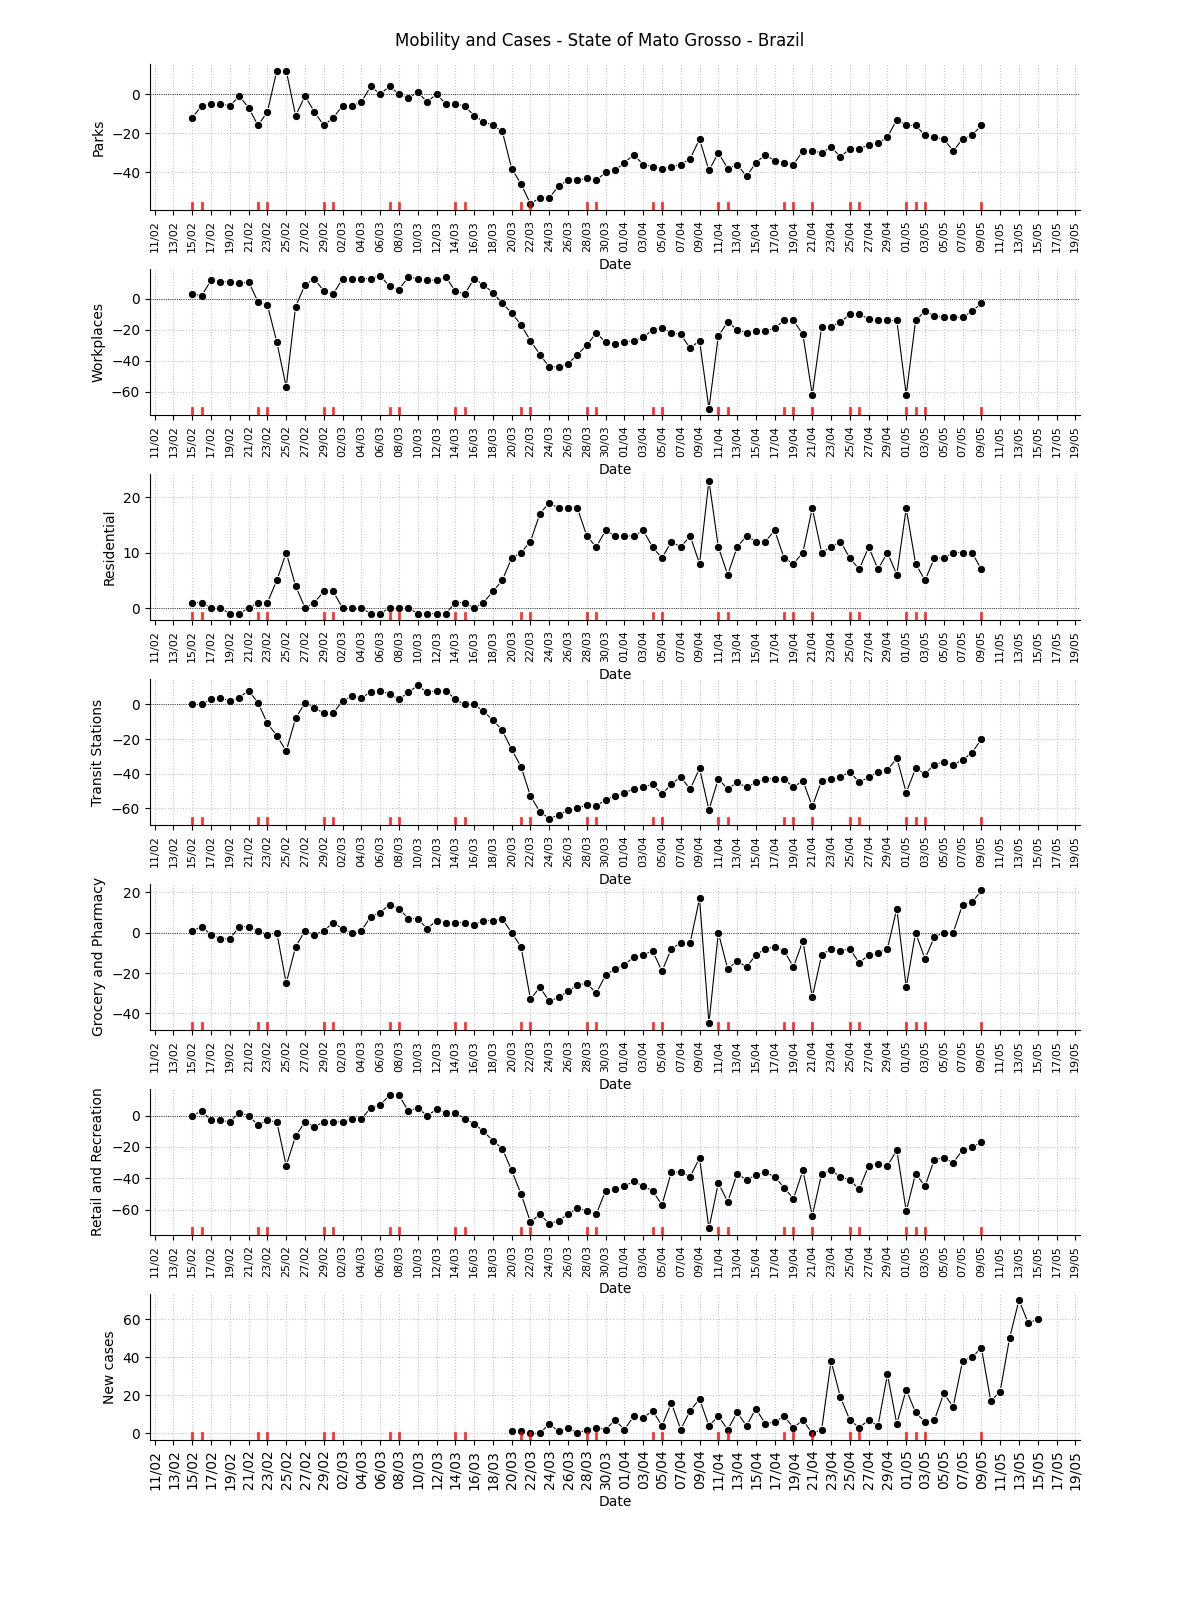 Mobility and Cases - State of Mato Grosso - Brazil
Parks
0
−20
−40
11/02 13/02 15/02 17/02 19/02 21/02 23/02 25/02 27/02 29/02 02/03 04/03 06/03 08/03 10/03 12/03 14/03 16/03 18/03 20/03 22/03 24/03 26/03 28/03 30/03 01/04 03/04 05/04 07/04 09/04 11/04 13/04 15/04 17/04 19/04 21/04 23/04 25/04 27/04 29/04 01/05 03/05 05/05 07/05 09/05 11/05 13/05 15/05 17/05 19/05
Date
Workplaces
0
−20
−40
−60
11/02 13/02 15/02 17/02 19/02 21/02 23/02 25/02 27/02 29/02 02/03 04/03 06/03 08/03 10/03 12/03 14/03 16/03 18/03 20/03 22/03 24/03 26/03 28/03 30/03 01/04 03/04 05/04 07/04 09/04 11/04 13/04 15/04 17/04 19/04 21/04 23/04 25/04 27/04 29/04 01/05 03/05 05/05 07/05 09/05 11/05 13/05 15/05 17/05 19/05
Date
Residential
20
10
0
11/02 13/02 15/02 17/02 19/02 21/02 23/02 25/02 27/02 29/02 02/03 04/03 06/03 08/03 10/03 12/03 14/03 16/03 18/03 20/03 22/03 24/03 26/03 28/03 30/03 01/04 03/04 05/04 07/04 09/04 11/04 13/04 15/04 17/04 19/04 21/04 23/04 25/04 27/04 29/04 01/05 03/05 05/05 07/05 09/05 11/05 13/05 15/05 17/05 19/05
Date
Transit Stations
0
−20
−40
−60
11/02 13/02 15/02 17/02 19/02 21/02 23/02 25/02 27/02 29/02 02/03 04/03 06/03 08/03 10/03 12/03 14/03 16/03 18/03 20/03 22/03 24/03 26/03 28/03 30/03 01/04 03/04 05/04 07/04 09/04 11/04 13/04 15/04 17/04 19/04 21/04 23/04 25/04 27/04 29/04 01/05 03/05 05/05 07/05 09/05 11/05 13/05 15/05 17/05 19/05
Date
Grocery and Pharmacy
20
0
−20
−40
11/02 13/02 15/02 17/02 19/02 21/02 23/02 25/02 27/02 29/02 02/03 04/03 06/03 08/03 10/03 12/03 14/03 16/03 18/03 20/03 22/03 24/03 26/03 28/03 30/03 01/04 03/04 05/04 07/04 09/04 11/04 13/04 15/04 17/04 19/04 21/04 23/04 25/04 27/04 29/04 01/05 03/05 05/05 07/05 09/05 11/05 13/05 15/05 17/05 19/05
Date
Retail and Recreation
0
−20
−40
−60
11/02 13/02 15/02 17/02 19/02 21/02 23/02 25/02 27/02 29/02 02/03 04/03 06/03 08/03 10/03 12/03 14/03 16/03 18/03 20/03 22/03 24/03 26/03 28/03 30/03 01/04 03/04 05/04 07/04 09/04 11/04 13/04 15/04 17/04 19/04 21/04 23/04 25/04 27/04 29/04 01/05 03/05 05/05 07/05 09/05 11/05 13/05 15/05 17/05 19/05
Date
New cases
60
40
20
0
11/02 13/02 15/02 17/02 19/02 21/02 23/02 25/02 27/02 29/02 02/03 04/03 06/03 08/03 10/03 12/03 14/03 16/03 18/03 20/03 22/03 24/03 26/03 28/03 30/03 01/04 03/04 05/04 07/04 09/04 11/04 13/04 15/04 17/04 19/04 21/04 23/04 25/04 27/04 29/04 01/05 03/05 05/05 07/05 09/05 11/05 13/05 15/05 17/05 19/05
Date